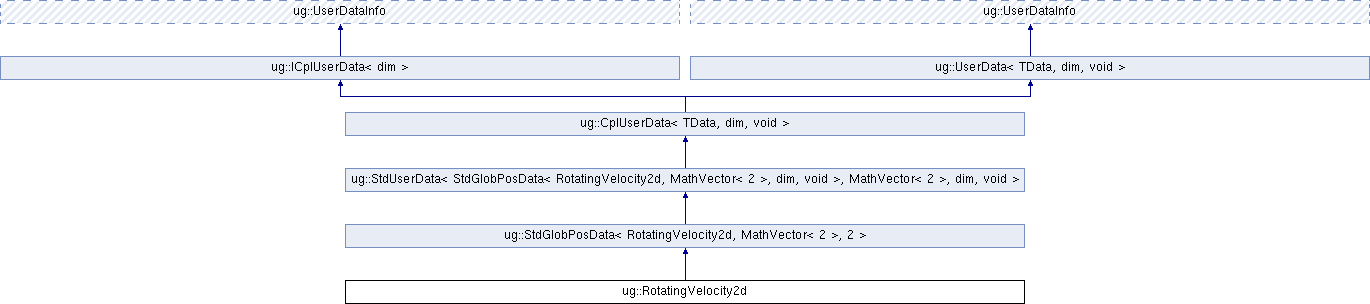 ug::UserDataInfo
ug::UserDataInfo
ug::ICplUserData< dim >
ug::UserData< TData, dim, void >
ug::CplUserData< TData, dim, void >
ug::StdUserData< StdGlobPosData< RotatingVelocity2d, MathVector< 2 >, dim, void >, MathVector< 2 >, dim, void >
ug::StdGlobPosData< RotatingVelocity2d, MathVector< 2 >, 2 >
ug::RotatingVelocity2d